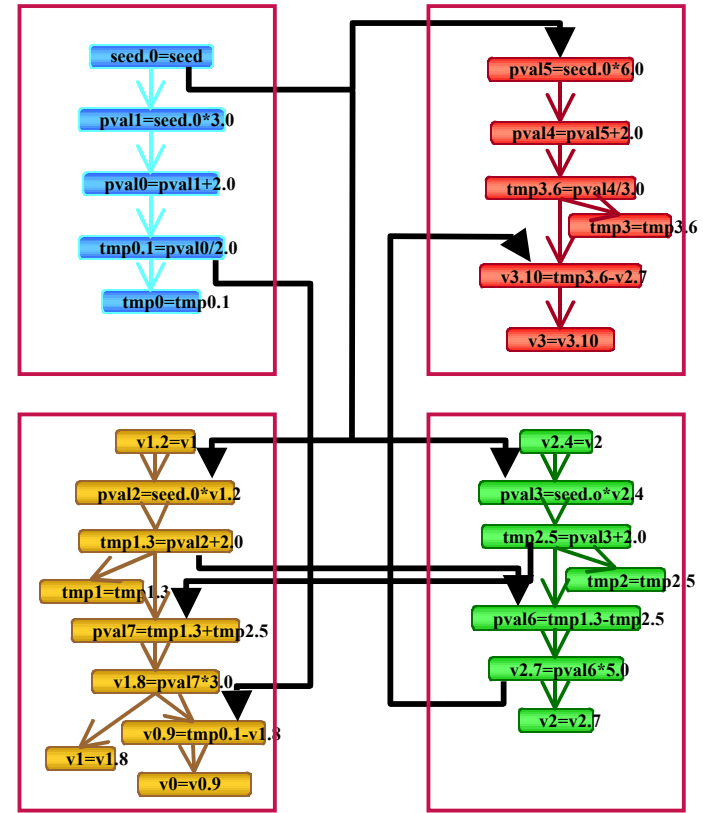 seed.0=seed
pval1=seed.0*3.0
pval0=pval1+2.0
tmp0.1=pval0/2.0
tmp0=tmp0.1
pval5=seed.0*6.0
pval4=pval5+2.0
tmp3.6=pval4/3.0
tmp3=tmp3.6
v3.10=tmp3.6-v2.7
v3=v3.10
v1.2=v1
pval2=seed.0*v1.2
tmp1.3=pval2+2.0
tmp1=tmp1.3
pval7=tmp1.3+tmp2.5
v1.8=pval7*3.0
v0.9=tmp0.1-v1.8
v1=v1.8
v0=v0.9
v2.4=v2
pval3=seed.o*v2.4
tmp2.5=pval3+2.0
tmp2=tmp2.5
pval6=tmp1.3-tmp2.5
v2.7=pval6*5.0
v2=v2.7